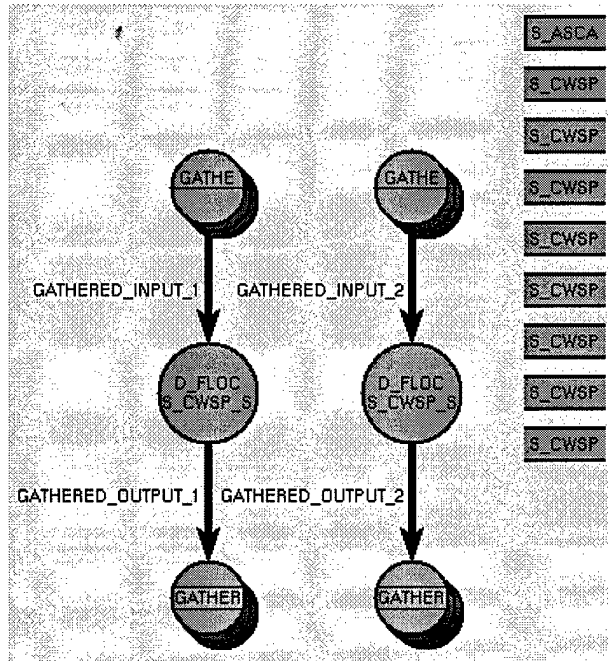 S_ASCA
S_CWSP
S_CWSP
S_CWSP
S_CWSP
S_CWSP
S_CWSP
S_CWSP
S_CWSP
GATHE GATHE
GATHERED_INPUT_1 GATHERED_INPUT_2
D_FLOC D_FLOC
S_CWSP_S S_CWSP_S
GATHERED_OUTPUT_1 GATHERED_OUTPUT_2
GATHER GATHER